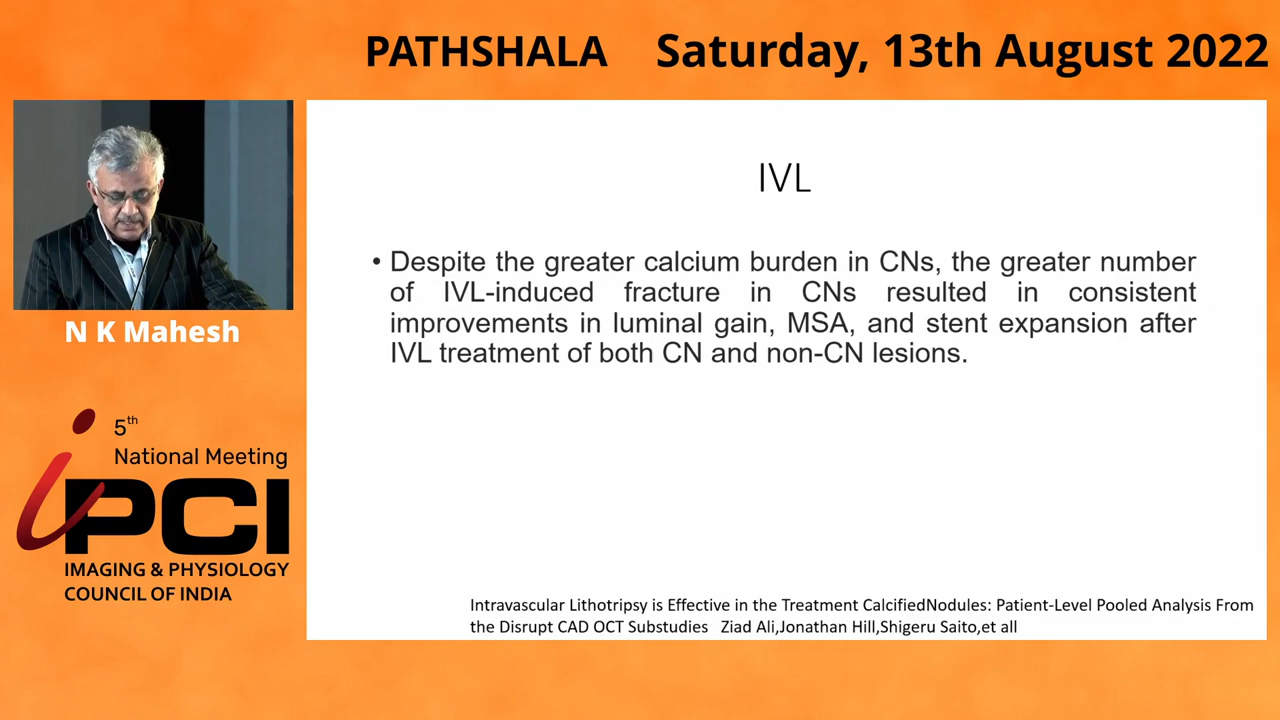 PATHSHALA Saturday, 13th August 2022
N K Mahesh
5th
National Meeting
iPCI
IMAGING & PHYSIOLOGY
COUNCIL OF INDIA
IVL
• Despite the greater calcium burden in CNs, the greater number
of IVL-induced fracture in CNs resulted in consistent
improvements in luminal gain, MSA, and stent expansion after
IVL treatment of both CN and non-CN lesions.
Intravascular Lithotripsy is Effective in the Treatment CalcifiedNodules: Patient-Level Pooled Analysis From
the Disrupt CAD OCT Substudies Ziad Ali,Jonathan Hill,Shigeru Saito,et all